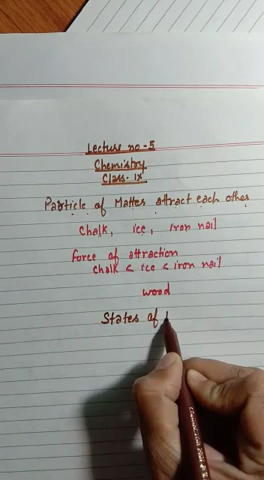 Lecture no-5
Chemistry
Class-IX
Particle of Matter attract each other
Chalk, ice, iron nail
Force of attraction
Chalk < ice < iron nail
wood
States of